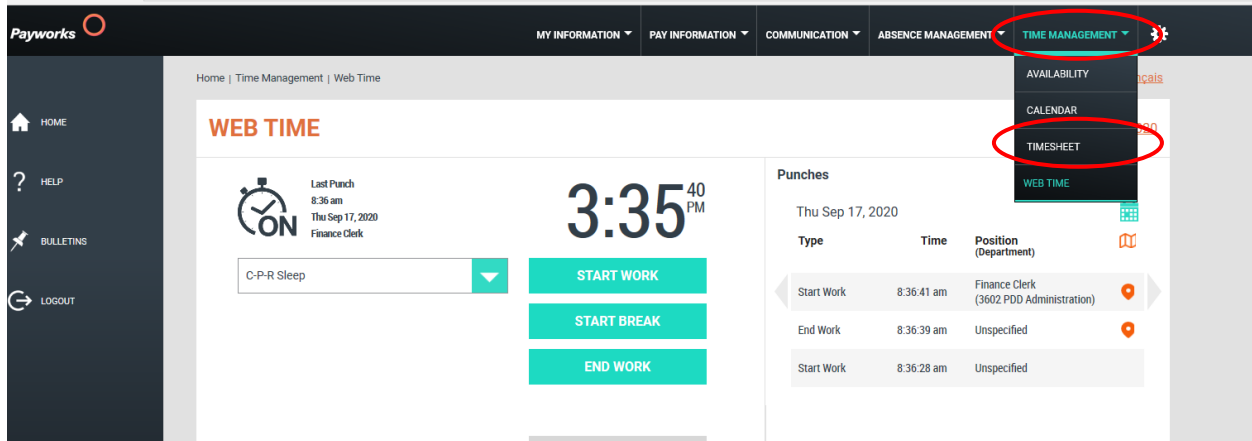 Payworks
MY INFORMATION
PAY INFORMATION
COMMUNICATION
ABSENCE MANAGEMENT
TIME MANAGEMENT
Home | Time Management | Web Time
AVAILABILITY
CALENDAR
TIMESHEET
WEB TIME
HOME
HELP
BULLETINS
LOGOUT
WEB TIME
ON
Last Punch
8:36 am
Thu Sep 17, 2020
Finance Clerk
3:35 40 PM
C-P-R Sleep
START WORK
START BREAK
END WORK
Punches
Thu Sep 17, 2020
Type Time Position
(Department)
Start Work 8:36:41 am Finance Clerk
(3602 PDD Administration)
End Work 8:36:39 am Unspecified
Start Work 8:36:28 am Unspecified